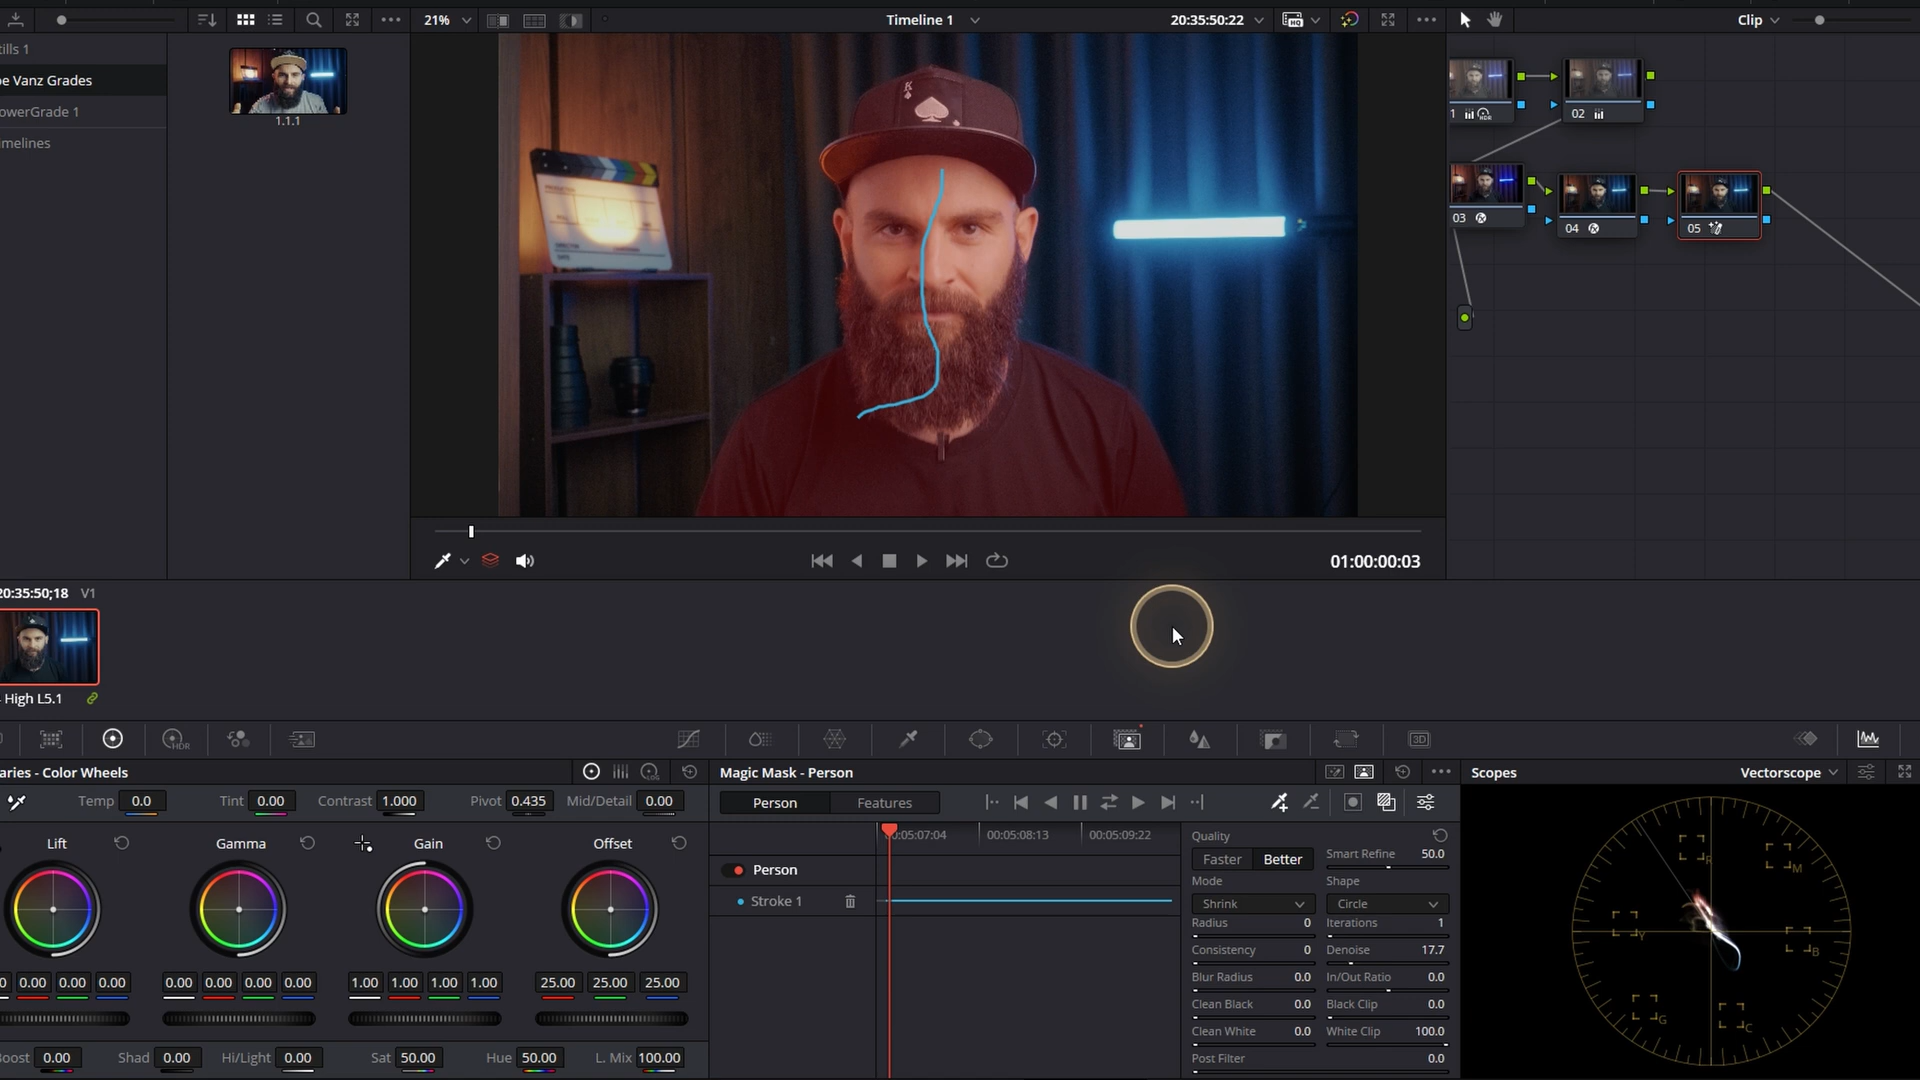 21%
Timeline 1
20:35:50:22
Clip
tills 1
oe Vanz Grades
owerGrade 1
imelines
1.1.1
K
1
HDR
02
03
04
05
01:00:00:03
20:35:50;18 V1
High L5.1
HDR
3D
aries - Color Wheels
Temp 0.0
Tint 0.00
Contrast 1.000
Pivot 0.435
Mid/Detail 0.00
Lift
Gamma
Gain
Offset
0 0.00 0.00 0.00
0.00 0.00 0.00 0.00
1.00 1.00 1.00 1.00
25.00 25.00 25.00
Boost 0.00
Shad 0.00
Hi/Light 0.00
Sat 50.00
Hue 50.00
L. Mix 100.00
Magic Mask - Person
Person Features
:05:07:04 00:05:08:13 00:05:09:22
Person
Stroke 1
Quality
Faster Better
Smart Refine 50.0
Mode
Shape
Shrink
Circle
Radius 0
Iterations 1
Consistency 0
Denoise 17.7
Blur Radius 0.0
In/Out Ratio 0.0
Clean Black 0.0
Black Clip 0.0
Clean White 0.0
White Clip 100.0
Post Filter 0.0
Scopes
Vectorscope
R
M
Y
B
G
C